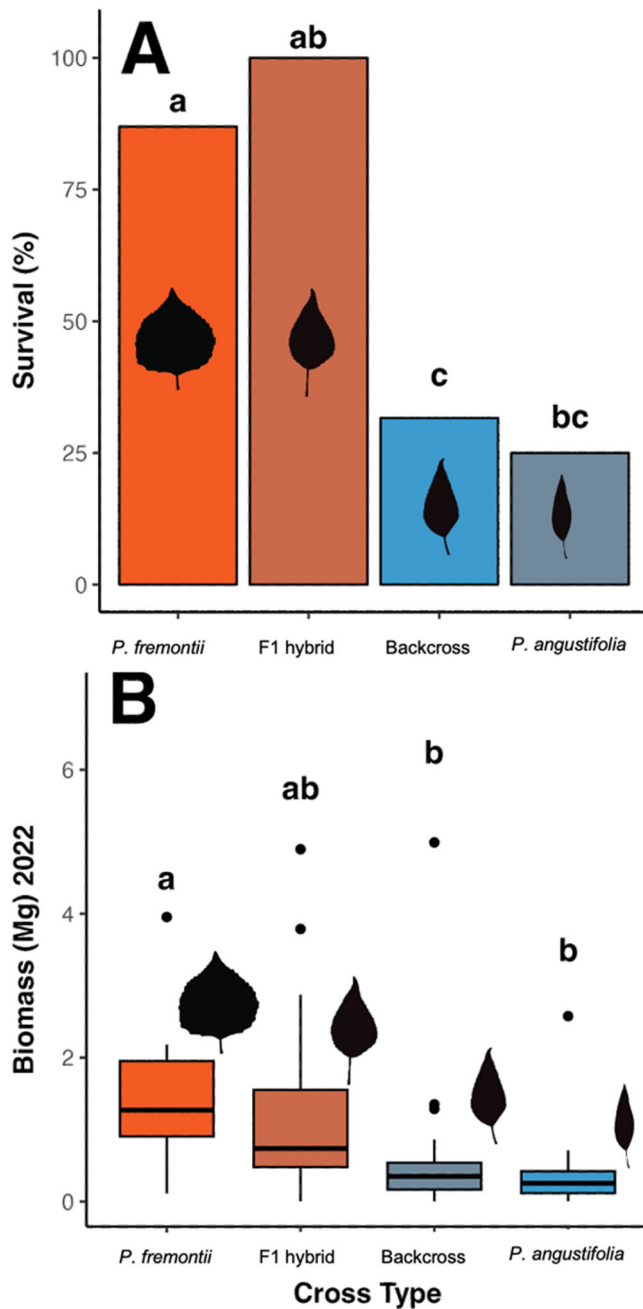 A
ab
100
a
75
Survival (%)
50
c
bc
25
0
P. fremontii F1 hybrid Backcross P. angustifolia
B
6
b
ab
a
b
4
Biomass (Mg) 2022
2
0
P. fremontii F1 hybrid Backcross P. angustifolia
Cross Type